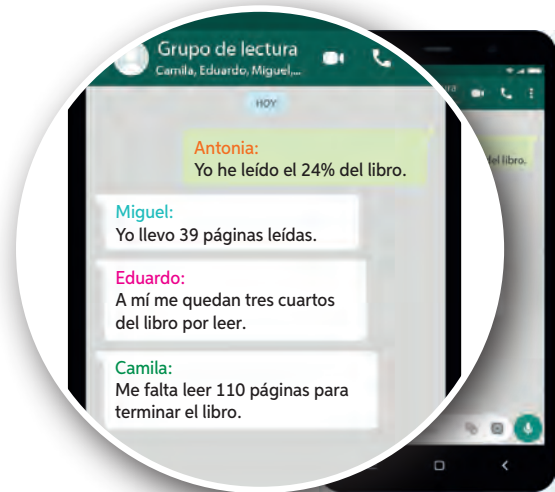 Grupo de lectura
Camila, Eduardo, Miguel,...
HOY
Antonia:
Yo he leído el 24% del libro.
Miguel:
Yo llevo 39 páginas leídas.
Eduardo:
A mí me quedan tres cuartos
del libro por leer.
Camila:
Me falta leer 110 páginas para
terminar el libro.
del libro.